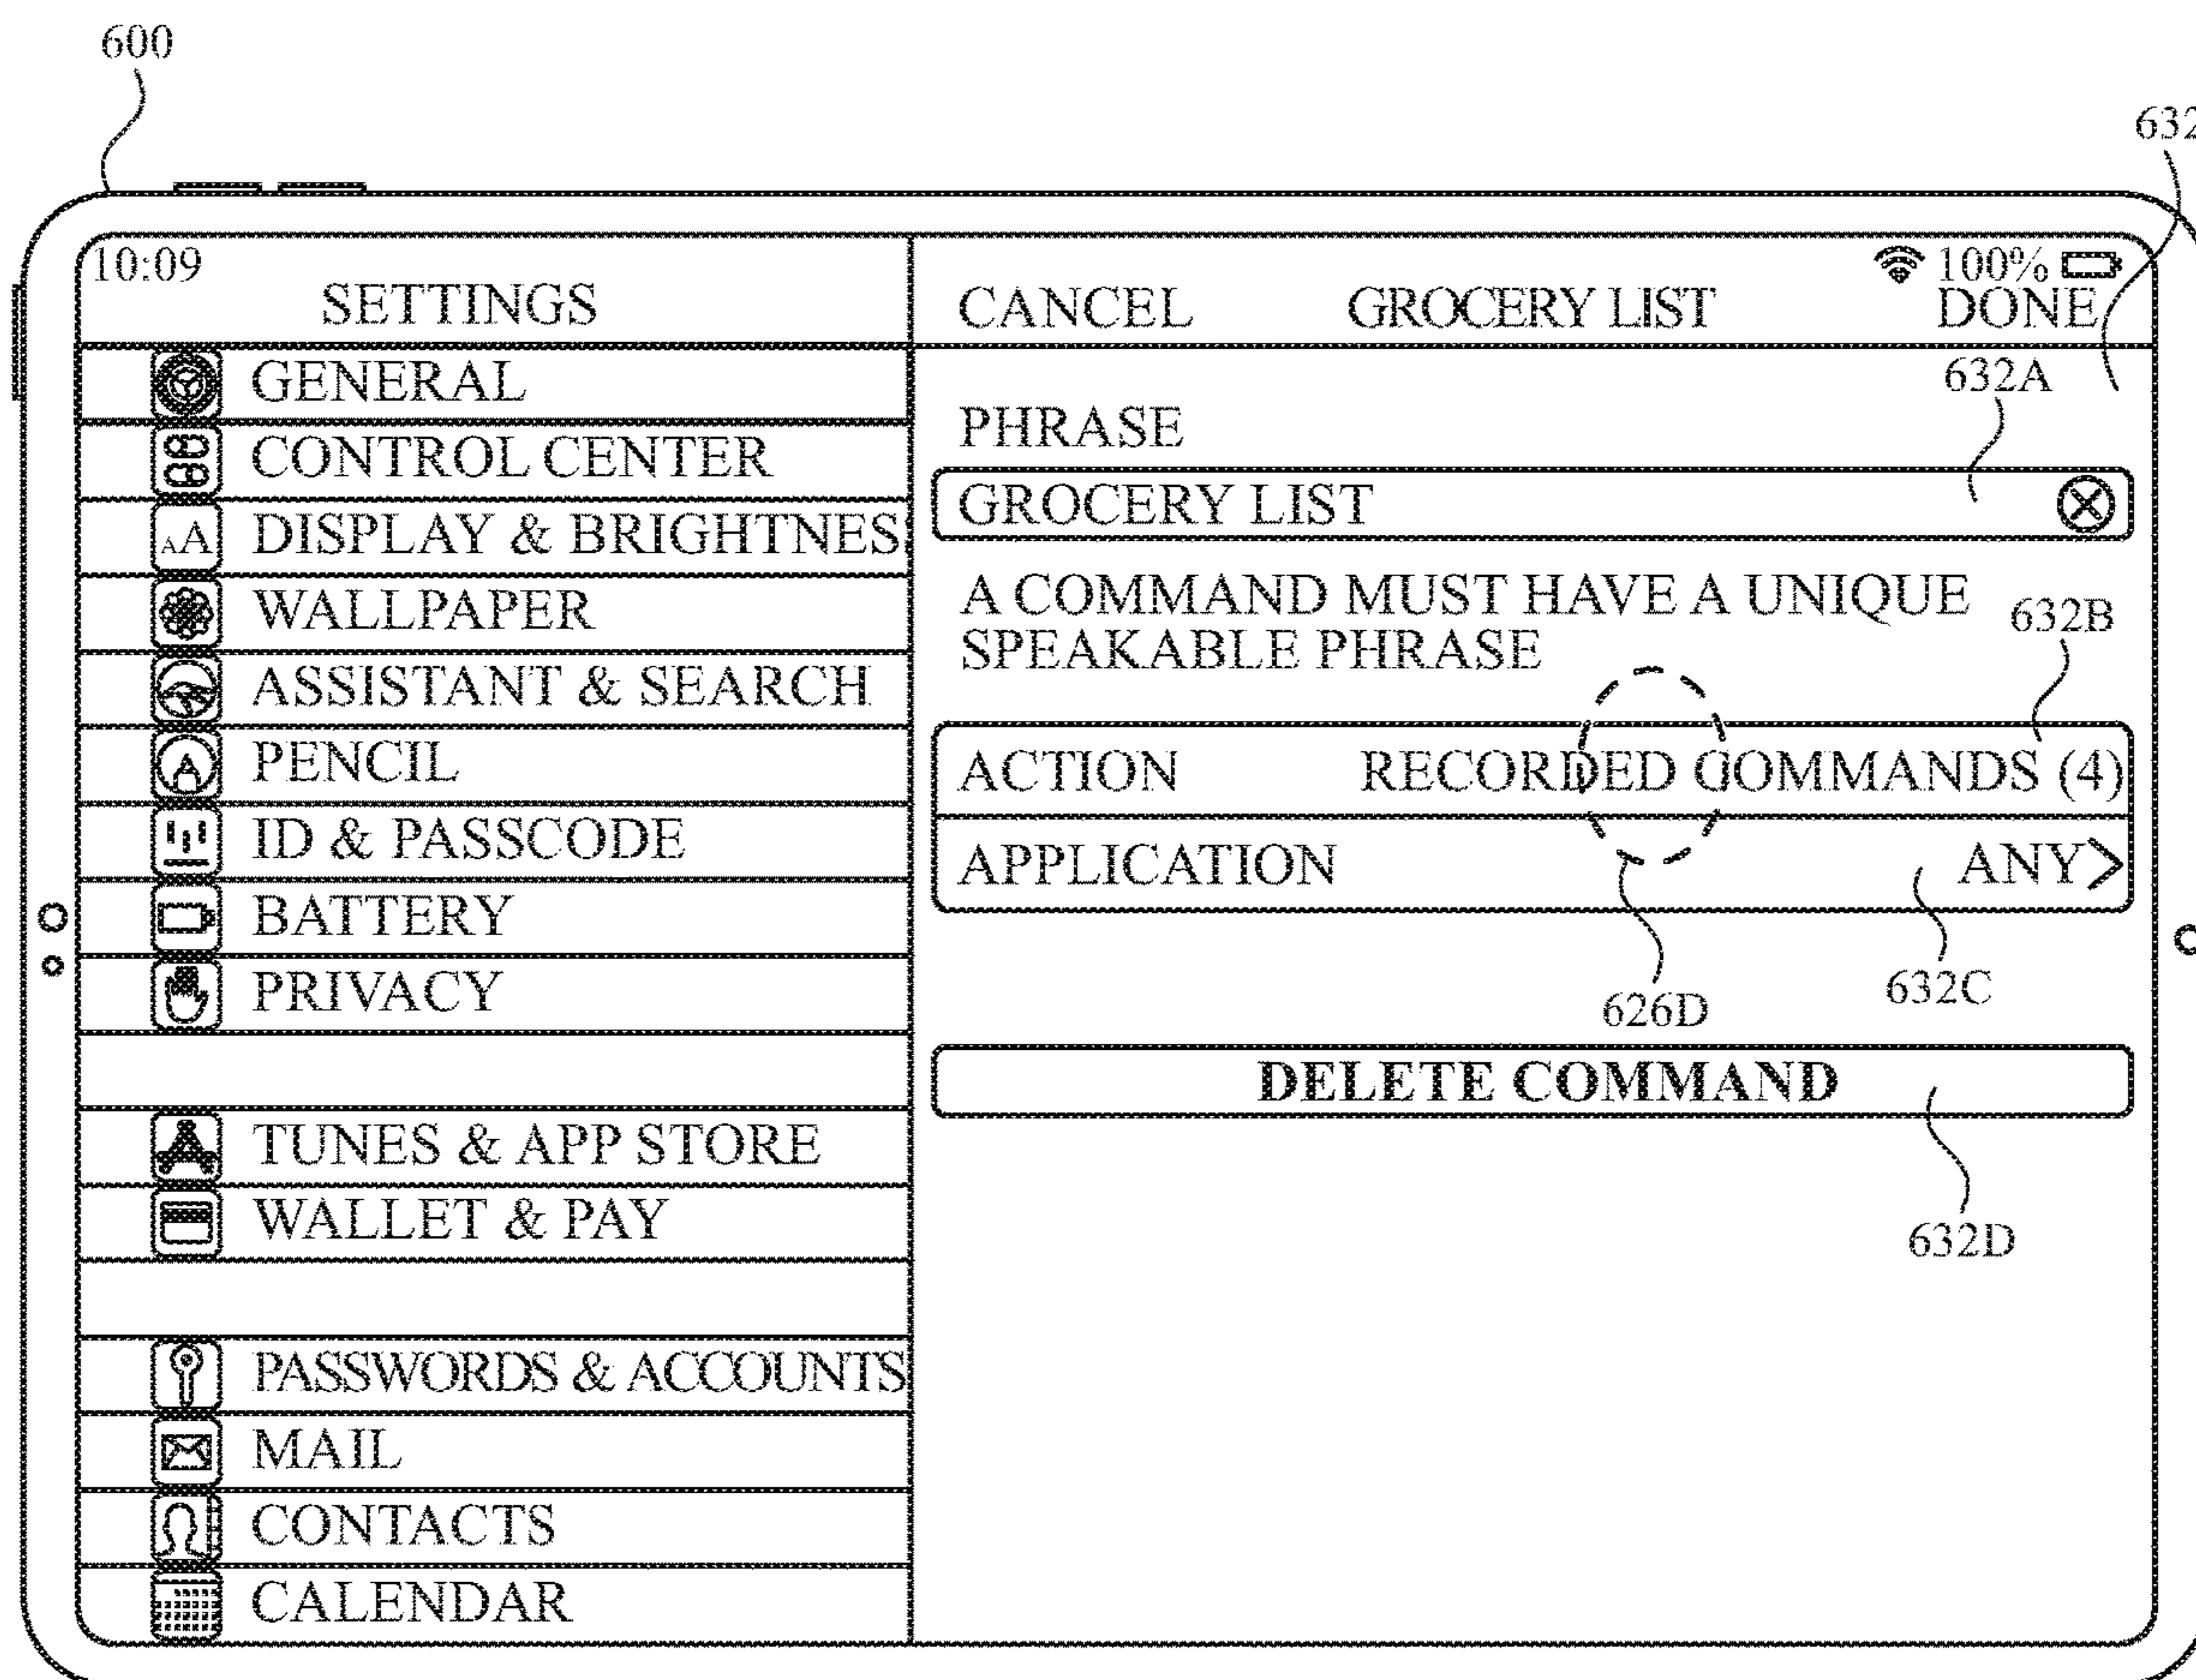 600
632
10:09
100%
SETTINGS
CANCEL GROCERY LIST DONE
GENERAL
CONTROL CENTER
DISPLAY & BRIGHTNES
WALLPAPER
ASSISTANT & SEARCH
PENCIL
ID & PASSCODE
BATTERY
PRIVACY
TUNES & APP STORE
WALLET & PAY
PASSWORDS & ACCOUNTS
MAIL
CONTACTS
CALENDAR
632A
PHRASE
GROCERY LIST
A COMMAND MUST HAVE A UNIQUE
SPEAKABLE PHRASE
632B
ACTION RECORDED COMMANDS (4)
APPLICATION ANY>
626D
632C
DELETE COMMAND
632D